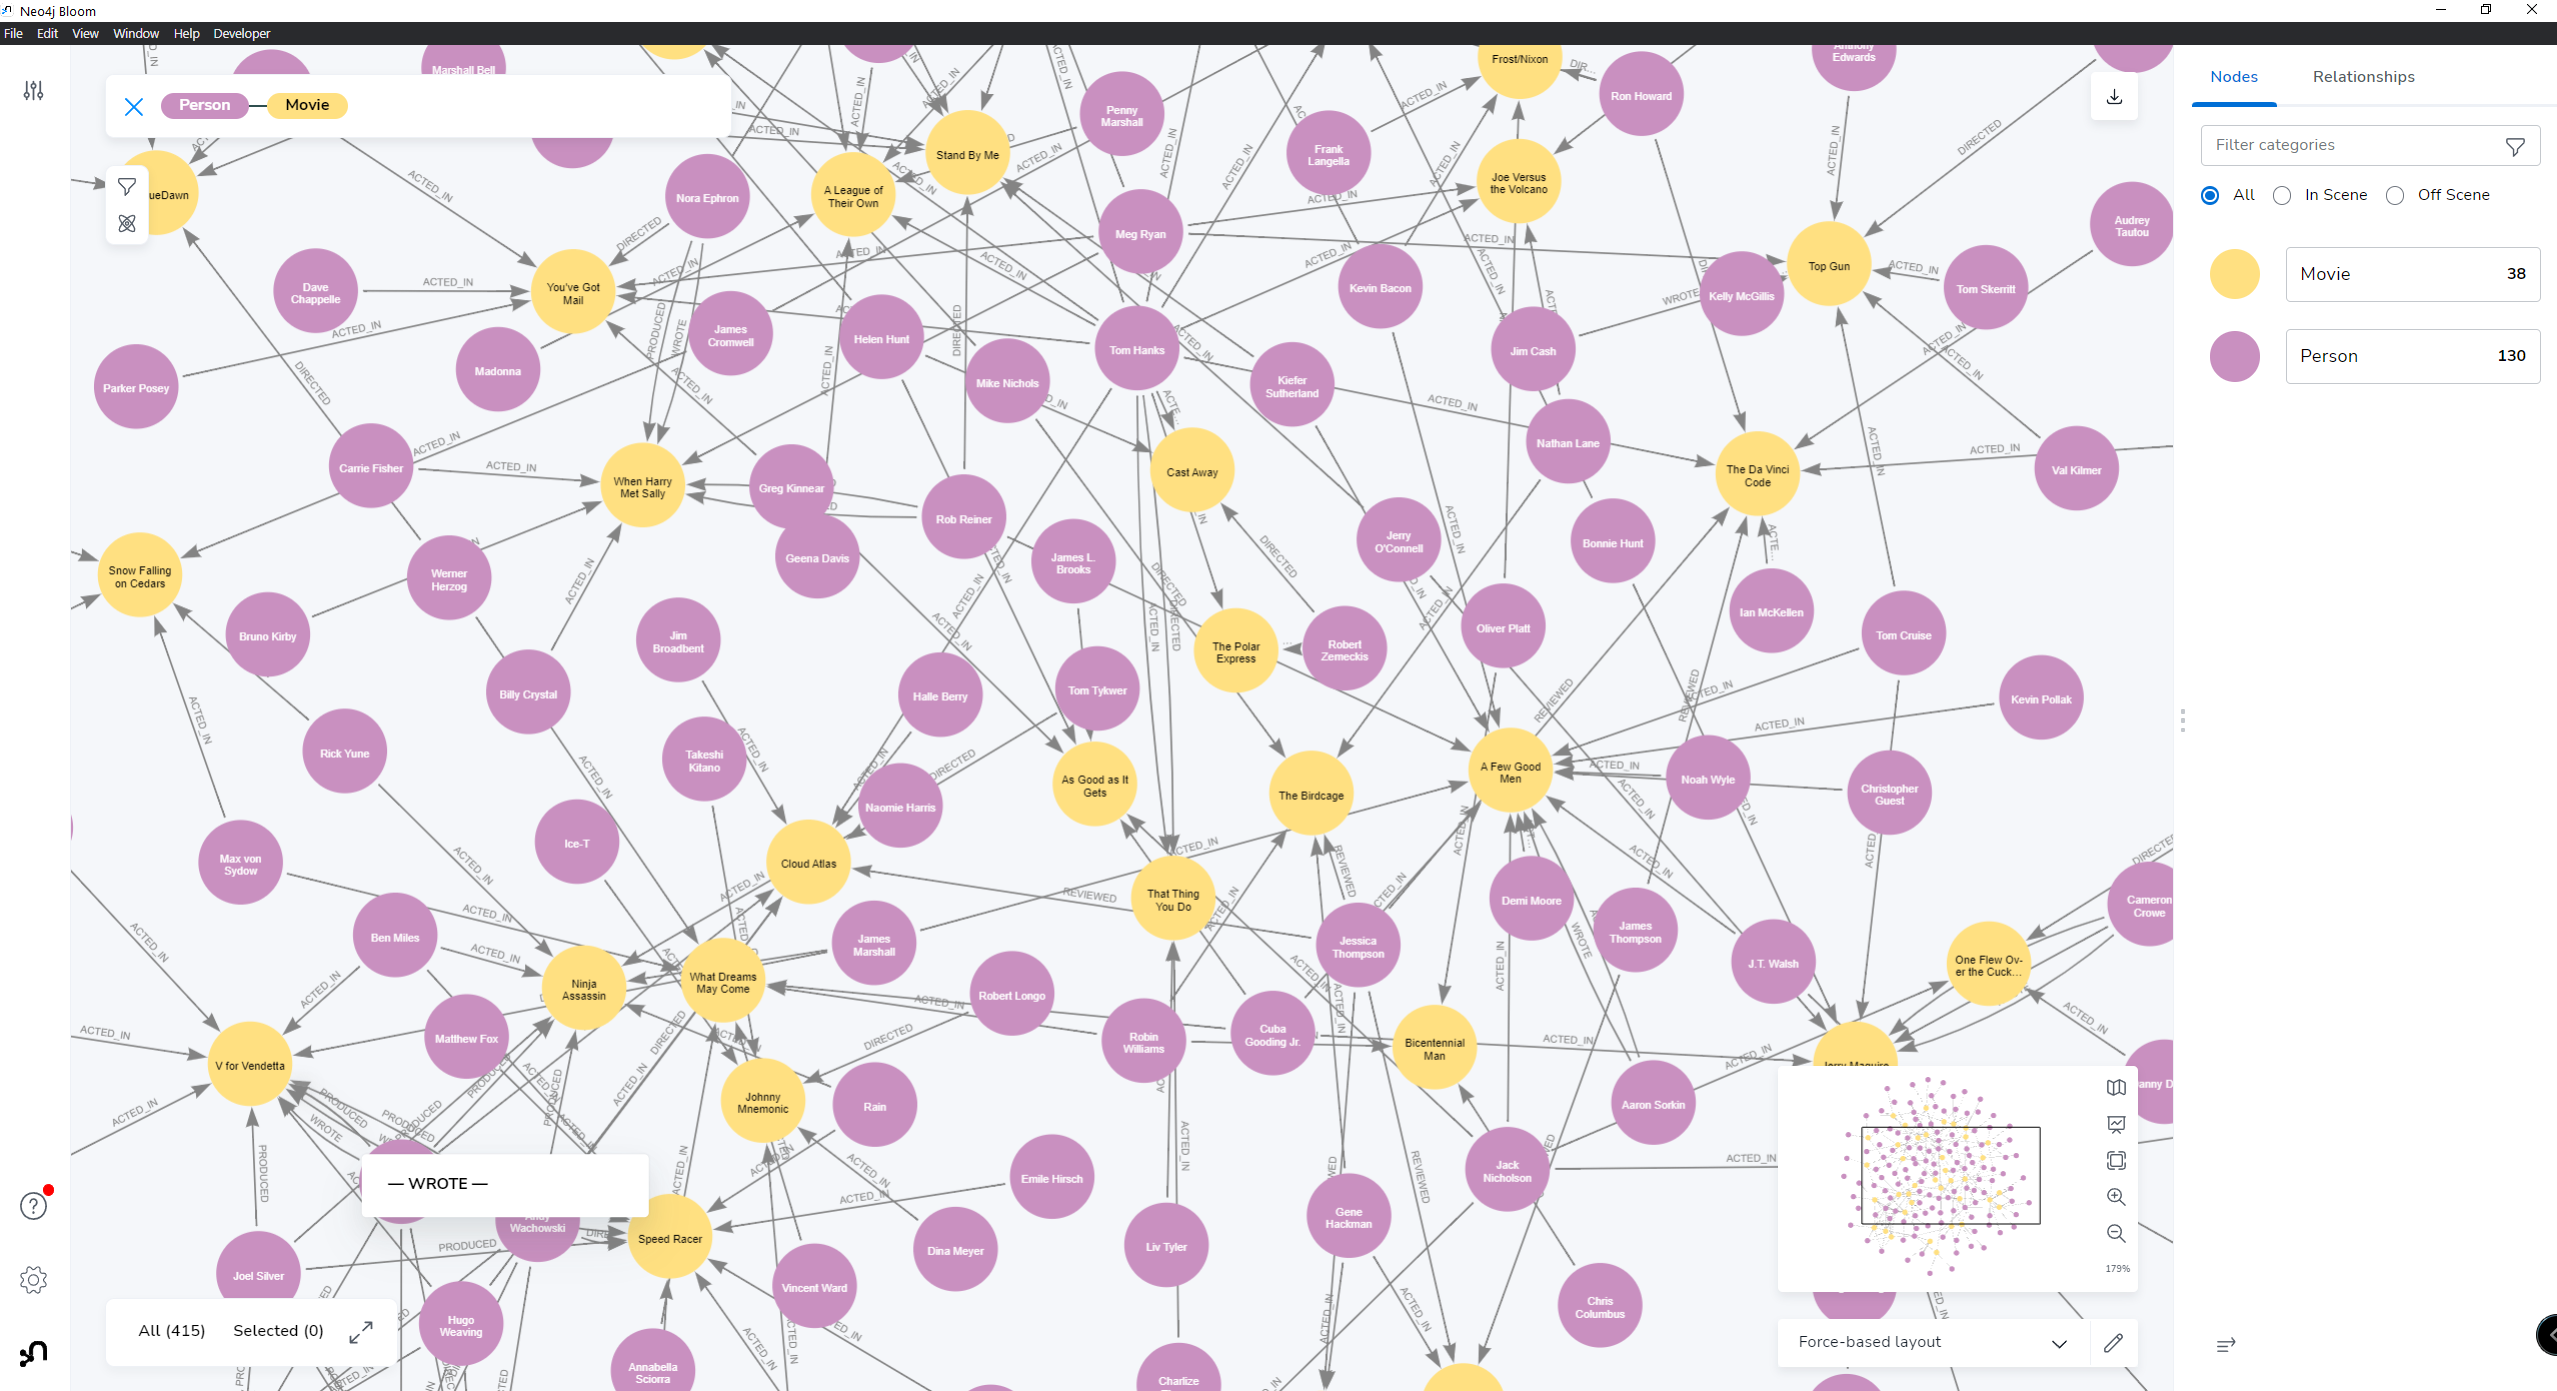 Neo4j Bloom
File Edit View Window Help Developer
Person Movie
Nodes Relationships
Filter categories
All In Scene Off Scene
Movie 38
Person 130
Marshall Bell
Anthony Edwards
Frost/Nixon
Ron Howard
Penny Marshall
Frank Langella
Stand By Me
A League of Their Own
Joe Versus the Volcano
Nora Ephron
Meg Ryan
Audrey Tautou
Top Gun
Tom Skerritt
Kelly McGillis
Kevin Bacon
Dave Chappelle
You've Got Mail
James Cromwell
Helen Hunt
Tom Hanks
Jim Cash
Parker Posey
Madonna
Mike Nichols
Kiefer Sutherland
Nathan Lane
Carrie Fisher
When Harry Met Sally
Greg Kinnear
Cast Away
The Da Vinci Code
Val Kilmer
Rob Reiner
Jerry O'Connell
Bonnie Hunt
Geena Davis
James L. Brooks
Snow Falling on Cedars
Werner Herzog
Ian McKellen
Bruno Kirby
Jim Broadbent
The Polar Express
Robert Zemeckis
Oliver Platt
Tom Cruise
Billy Crystal
Halle Berry
Tom Tykwer
Kevin Pollak
Rick Yune
Takeshi Kitano
As Good as It Gets
The Birdcage
A Few Good Men
Noah Wyle
Christopher Guest
Naomie Harris
Max von Sydow
Ice-T
Cloud Atlas
That Thing You Do
Demi Moore
James Thompson
Cameron Crowe
Ben Miles
James Marshall
Jessica Thompson
J.T. Walsh
One Flew Ov-
er the Cuck...
Ninja Assassin
What Dreams May Come
Robert Longo
Matthew Fox
Robin Williams
Cuba Gooding Jr.
Bicentennial Man
Jerry Maguire
V for Vendetta
Johnny Mnemonic
Rain
Aaron Sorkin
Emile Hirsch
Jack Nicholson
— WROTE —
Andy Wachowski
Speed Racer
Dina Meyer
Liv Tyler
Gene Hackman
Joel Silver
Vincent Ward
Chris Columbus
Hugo Weaving
Annabella Sciorra
Charlize
ACTED_IN
DIRECTED
PRODUCED
WROTE
REVIEWED
179%
All (415) Selected (0)
Force-based layout